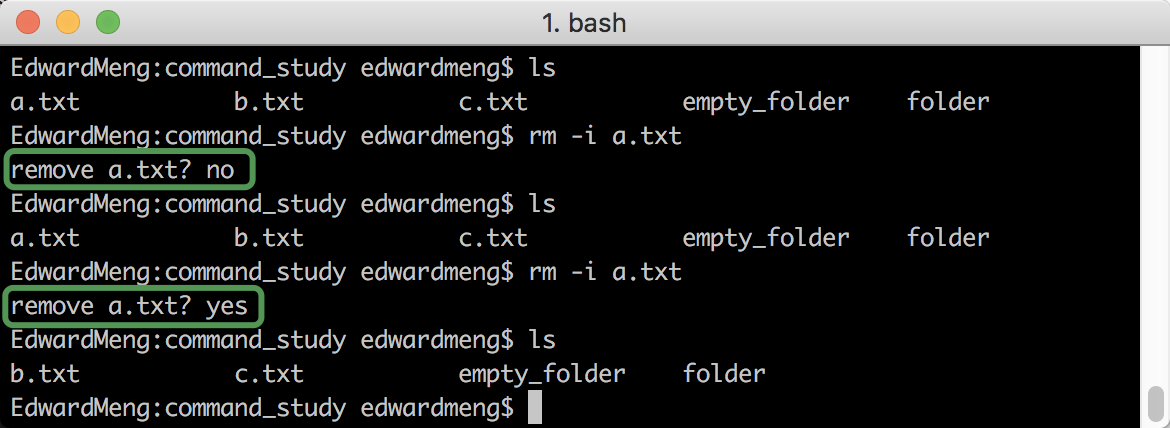 1. bash
EdwardMeng:command_study edwardmeng$ ls
a.txt b.txt c.txt empty_folder folder
EdwardMeng:command_study edwardmeng$ rm -i a.txt
remove a.txt? no
EdwardMeng:command_study edwardmeng$ ls
a.txt b.txt c.txt empty_folder folder
EdwardMeng:command_study edwardmeng$ rm -i a.txt
remove a.txt? yes
EdwardMeng:command_study edwardmeng$ ls
b.txt c.txt empty_folder folder
EdwardMeng:command_study edwardmeng$